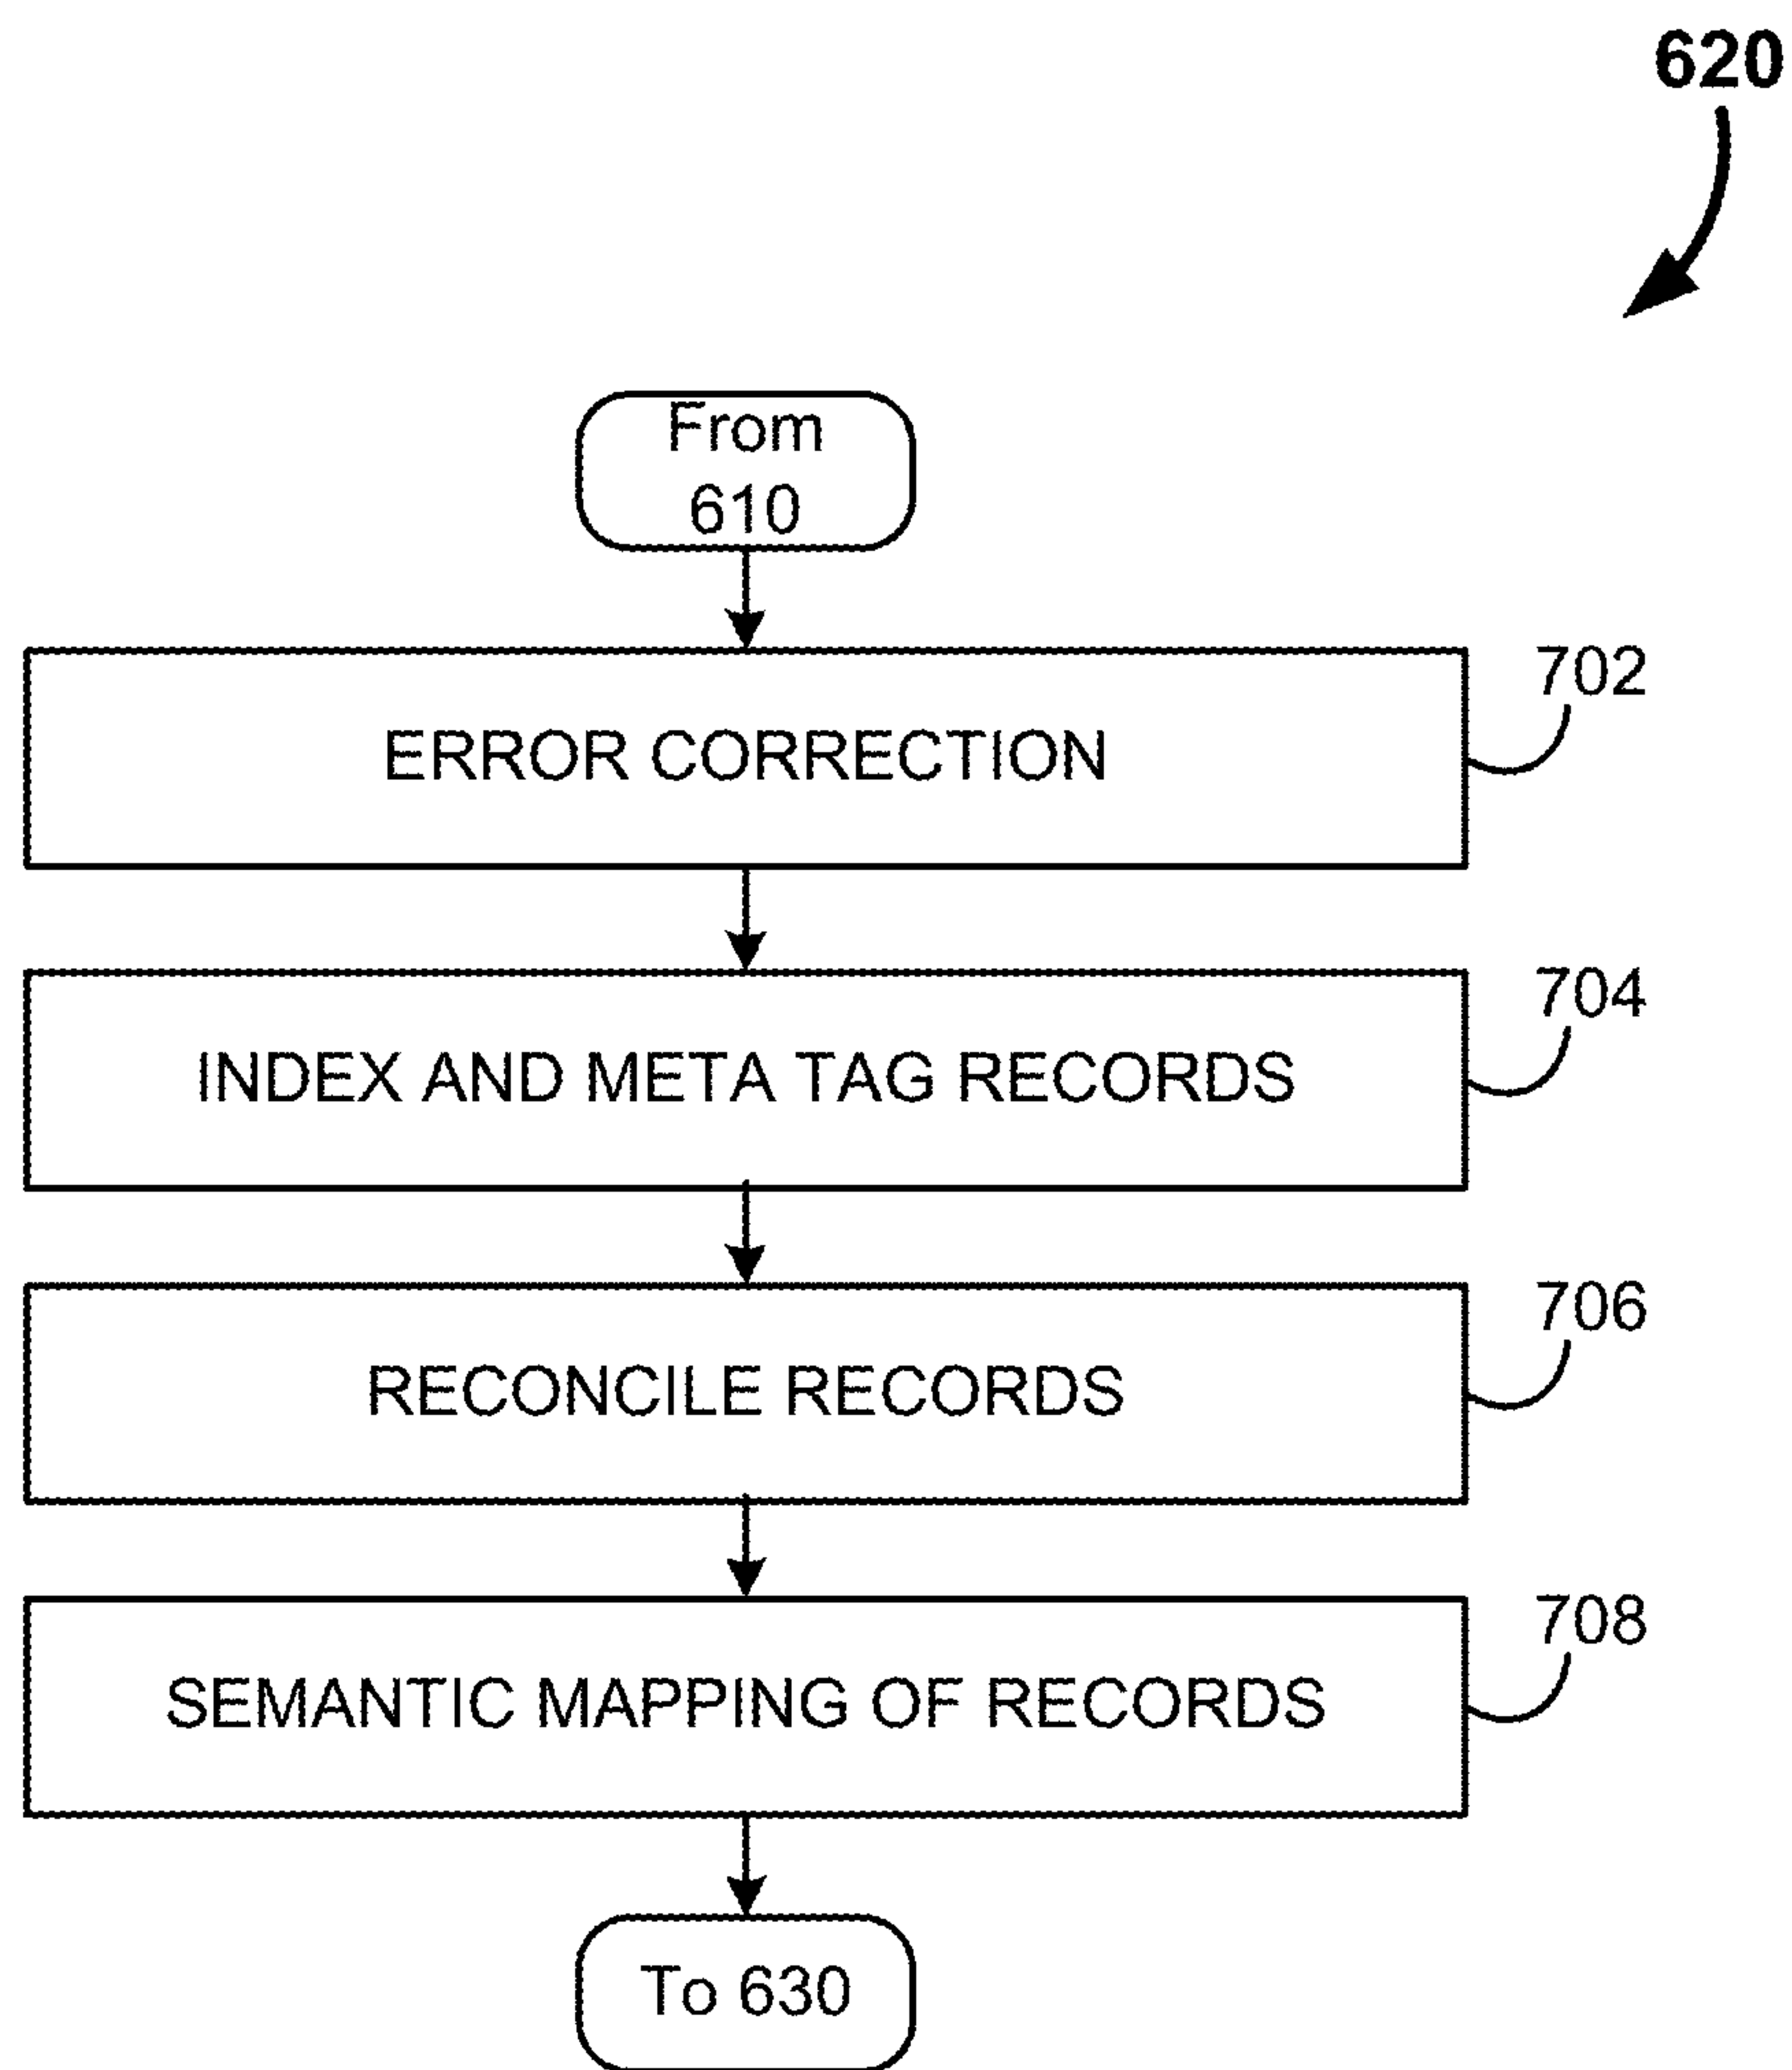 620
From
610
702
ERROR CORRECTION
704
INDEX AND META TAG RECORDS
706
RECONCILE RECORDS
708
SEMANTIC MAPPING OF RECORDS
To 630